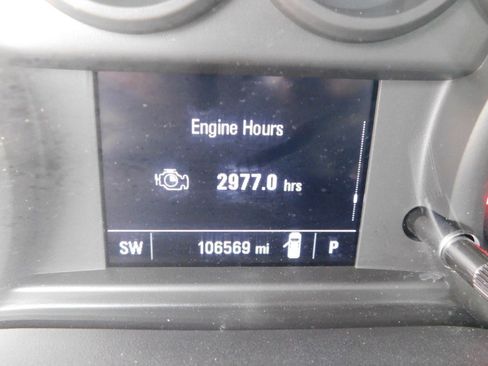 Engine Hours
2977.0 hrs
SW 106569 mi P